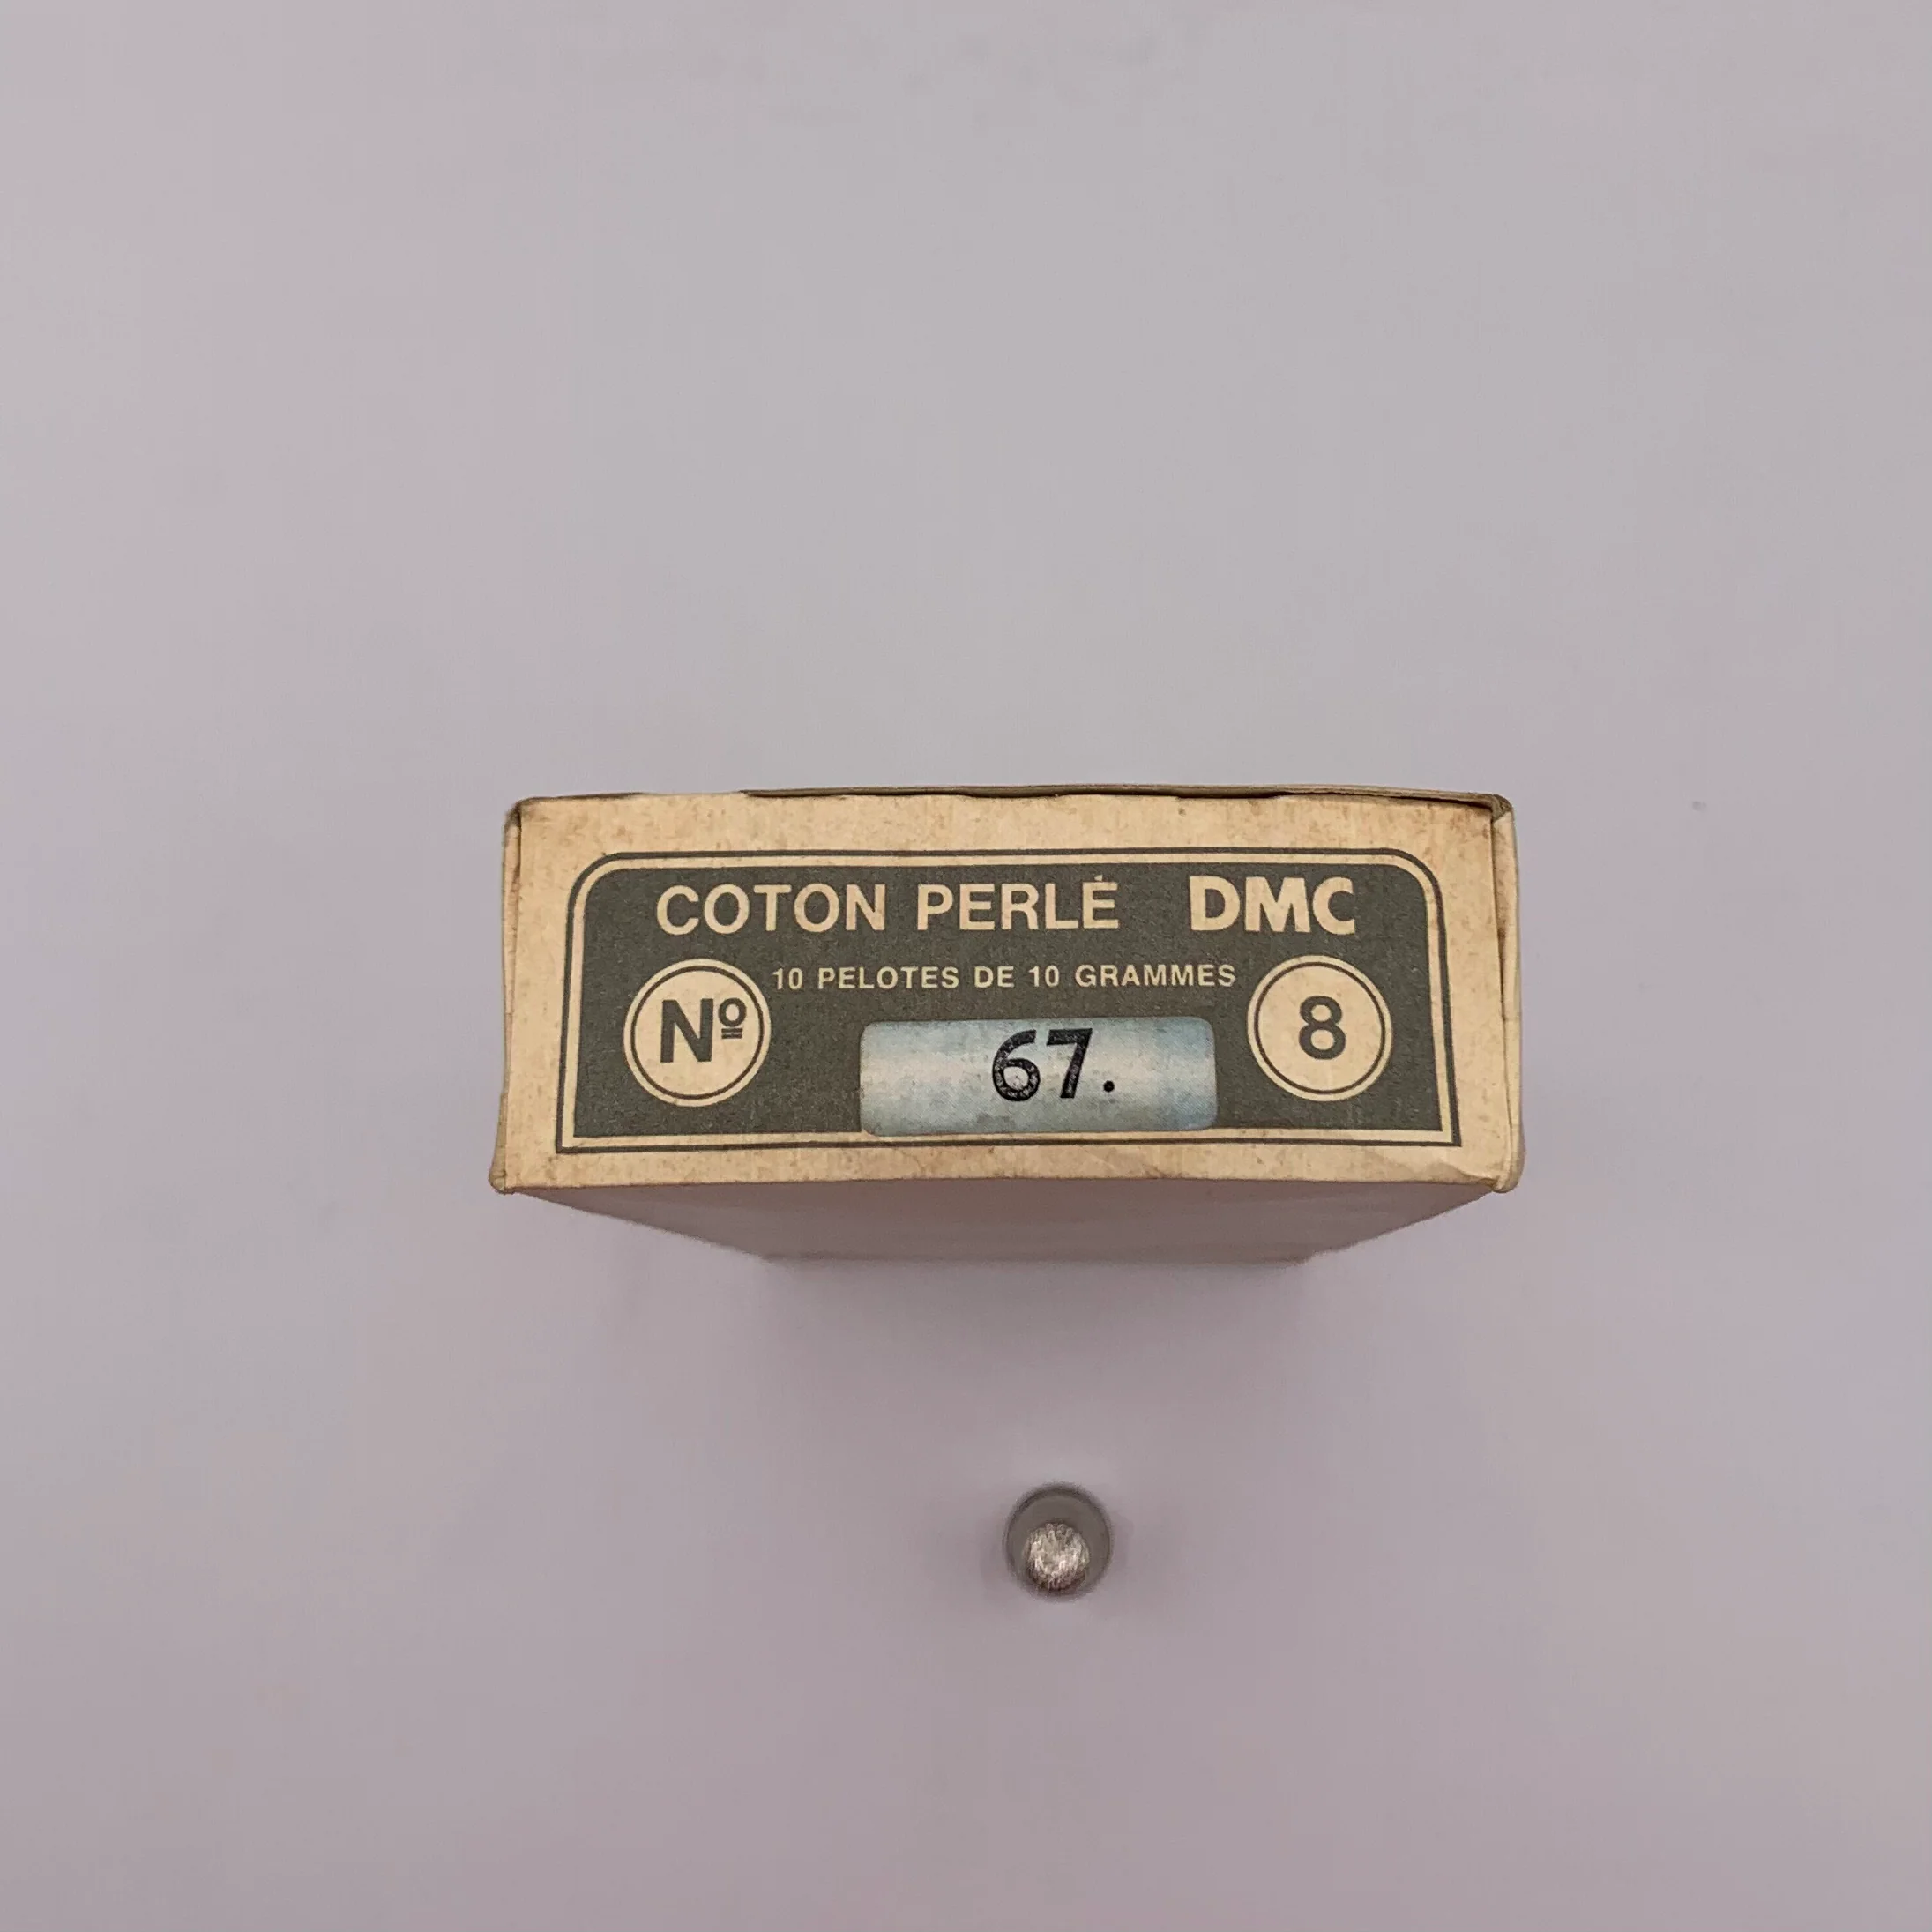 COTON PERLÉ DMC
10 PELOTES DE 10 GRAMMES
Nº 67. 8